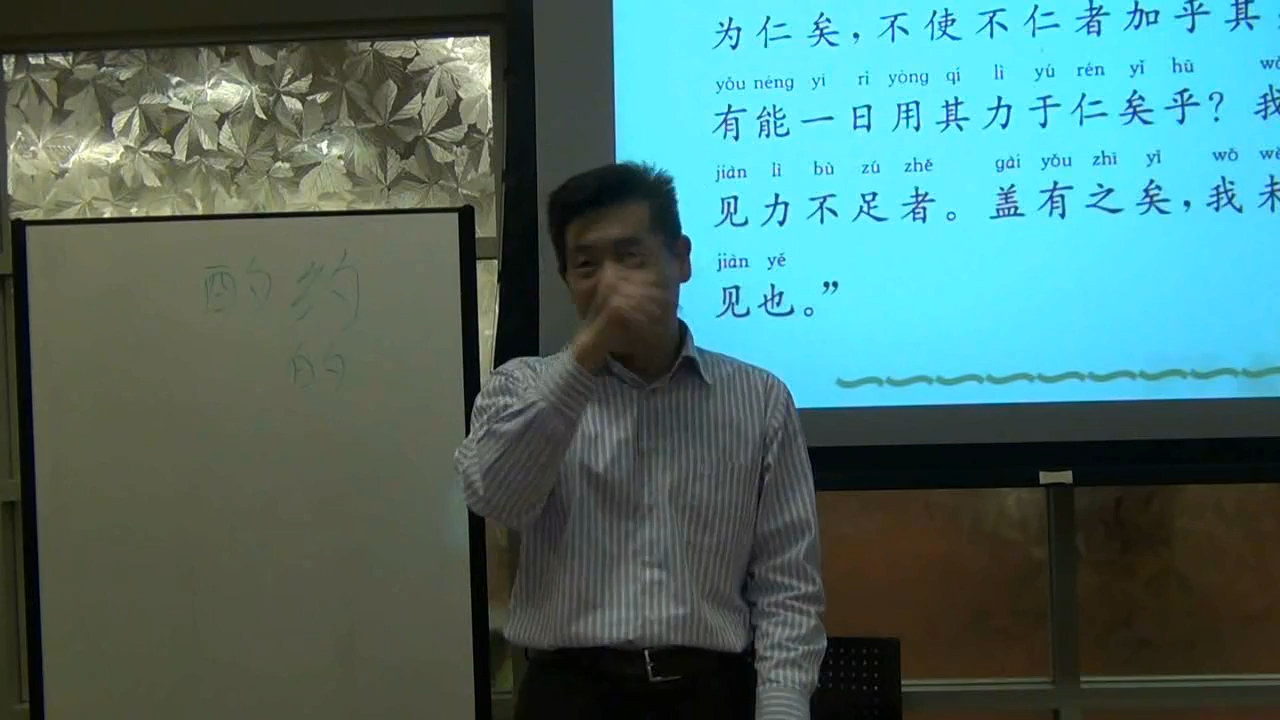 酌约
的
为仁矣，不使不仁者加乎其
yǒu néng yí rì yòng qí lì yú rén yǐ hū wǒ
有能一日用其力于仁矣乎？我
jiàn lì bù zú zhě gài yǒu zhī yǐ wǒ wèi
见力不足者。盖有之矣，我未
jiàn yě
见也。”